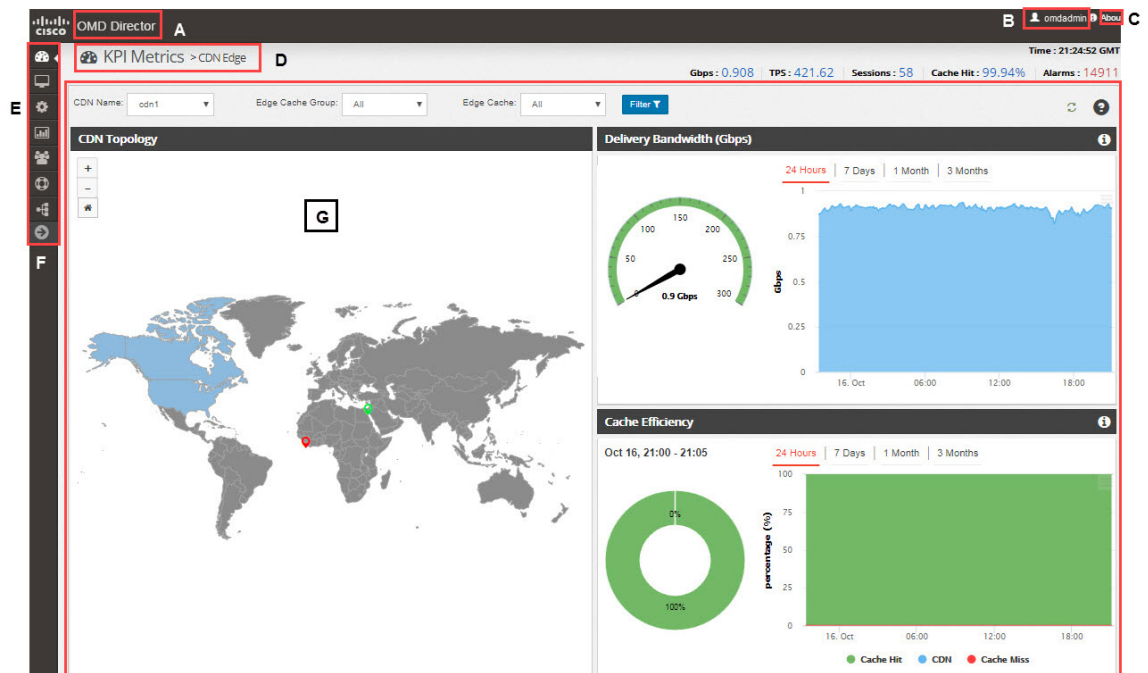 CISCO
OMD Director
A
B
omdadmin
Abou
C
KPI Metrics > CDN Edge
D
Time : 21:24:52 GMT
Gbps : 0.908
TPS : 421.62
Sessions : 58
Cache Hit : 99.94%
Alarms : 14911
E
F
CDN Name: cdn1
Edge Cache Group: All
Edge Cache: All
Filter
?
CDN Topology
+
−
G
Delivery Bandwidth (Gbps)
24 Hours
7 Days
1 Month
3 Months
0
50
100
150
200
250
300
0.9 Gbps
Gbps
1
0.75
0.5
0.25
0
16. Oct
06:00
12:00
18:00
Cache Efficiency
Oct 16, 21:00 - 21:05
24 Hours
7 Days
1 Month
3 Months
0%
100%
percentage (%)
100
75
50
25
0
16. Oct
06:00
12:00
18:00
Cache Hit
CDN
Cache Miss